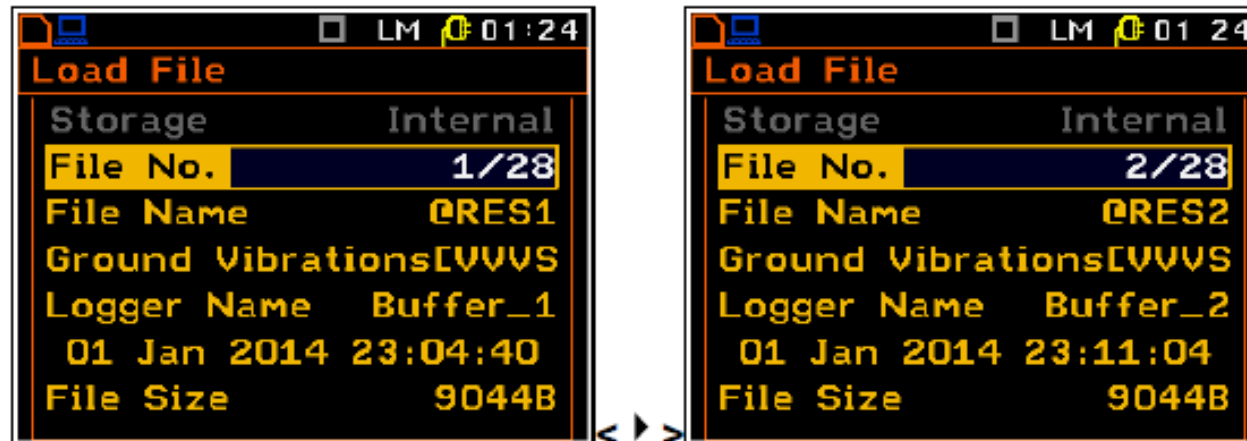 LM 01:24
Load File
Storage Internal
File No. 1/28
File Name @RES1
Ground Vibrations[VVVS
Logger Name Buffer_1
01 Jan 2014 23:04:40
File Size 9044B
< >
LM 01 24
Load File
Storage Internal
File No. 2/28
File Name @RES2
Ground Vibrations[VVVS
Logger Name Buffer_2
01 Jan 2014 23:11:04
File Size 9044B